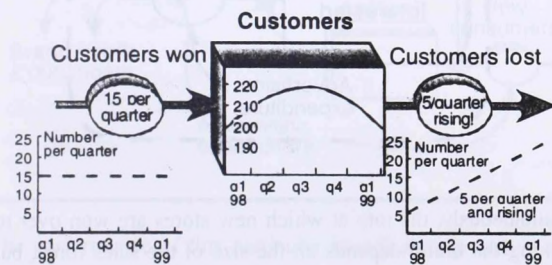 Customers
Customers won
Customers lost
15 per
quarter
5/quarter
rising!
220
210
200
190
q1 q2 q3 q4 q1
98 99
Number
per quarter
25
20
15
10
5
q1 q2 q3 q4 q1
98 99
Number
per quarter
25
20
15
10
5
5 per quarter
and rising!
q1 q2 q3 q4 q1
98 99